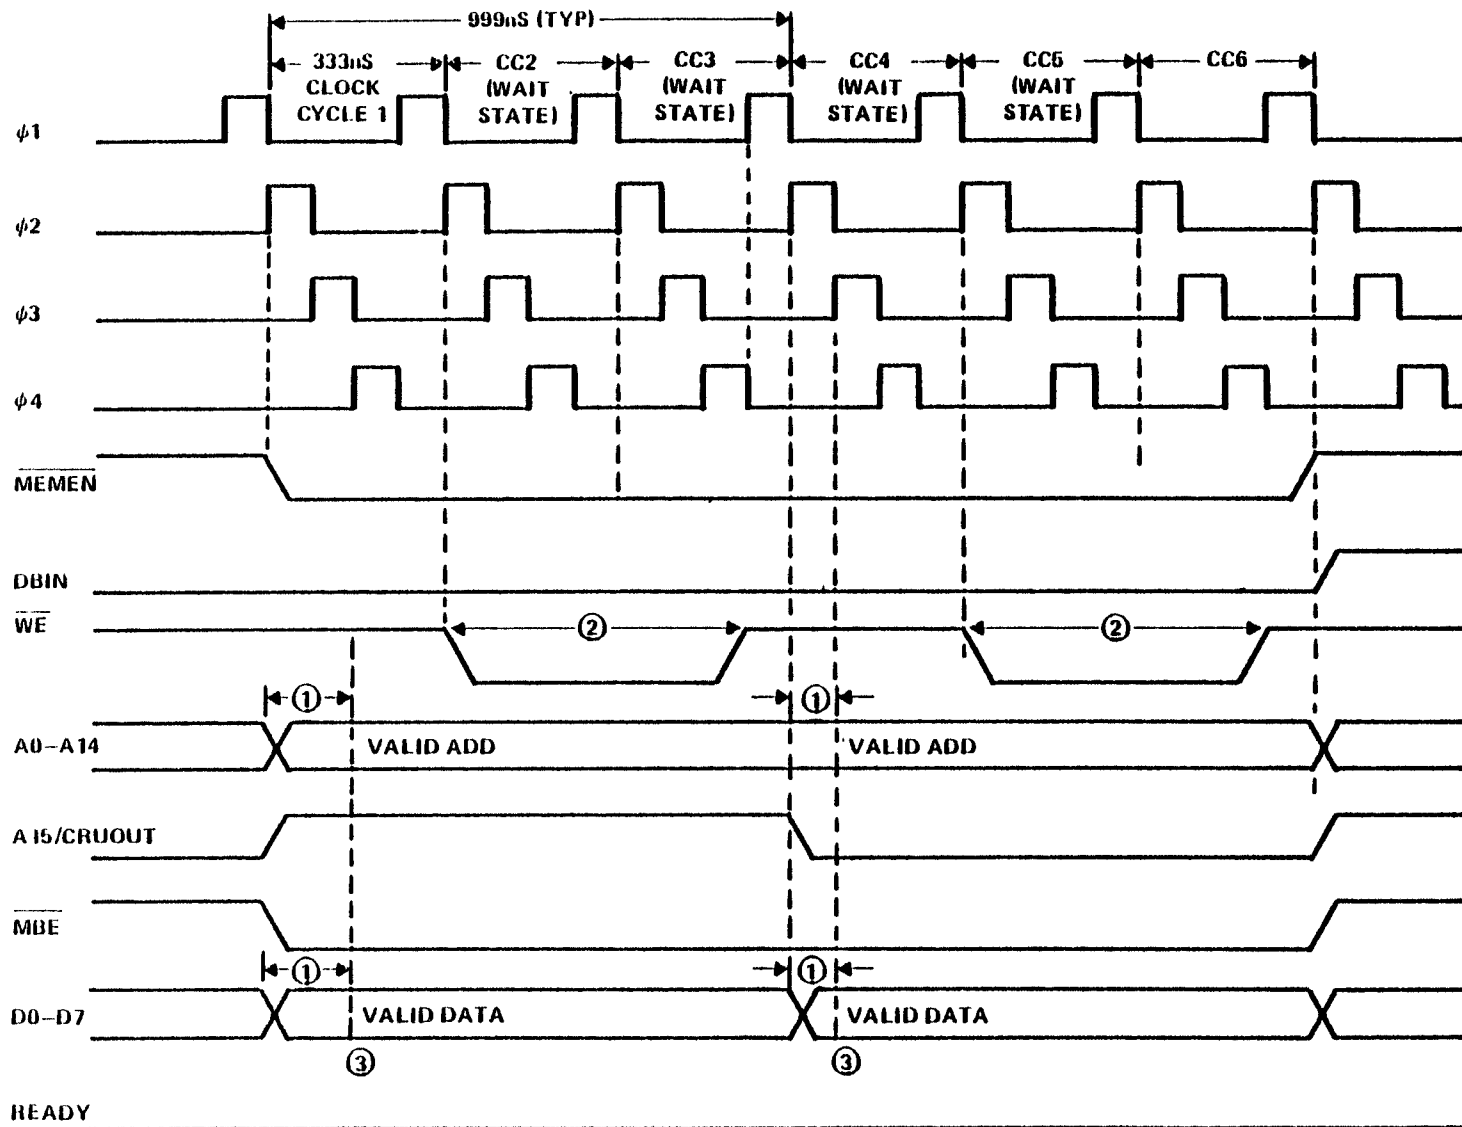 999nS (TYP)
333nS
CLOCK
CYCLE 1
CC2
(WAIT
STATE)
CC3
(WAIT
STATE)
CC4
(WAIT
STATE)
CC5
(WAIT
STATE)
CC6
φ1
φ2
φ3
φ4
MEMEN
DBIN
WE
② ②
① ①
A0–A14 VALID ADD VALID ADD
A15/CRUOUT
MBE
① ①
D0–D7 VALID DATA VALID DATA
③ ③
READY